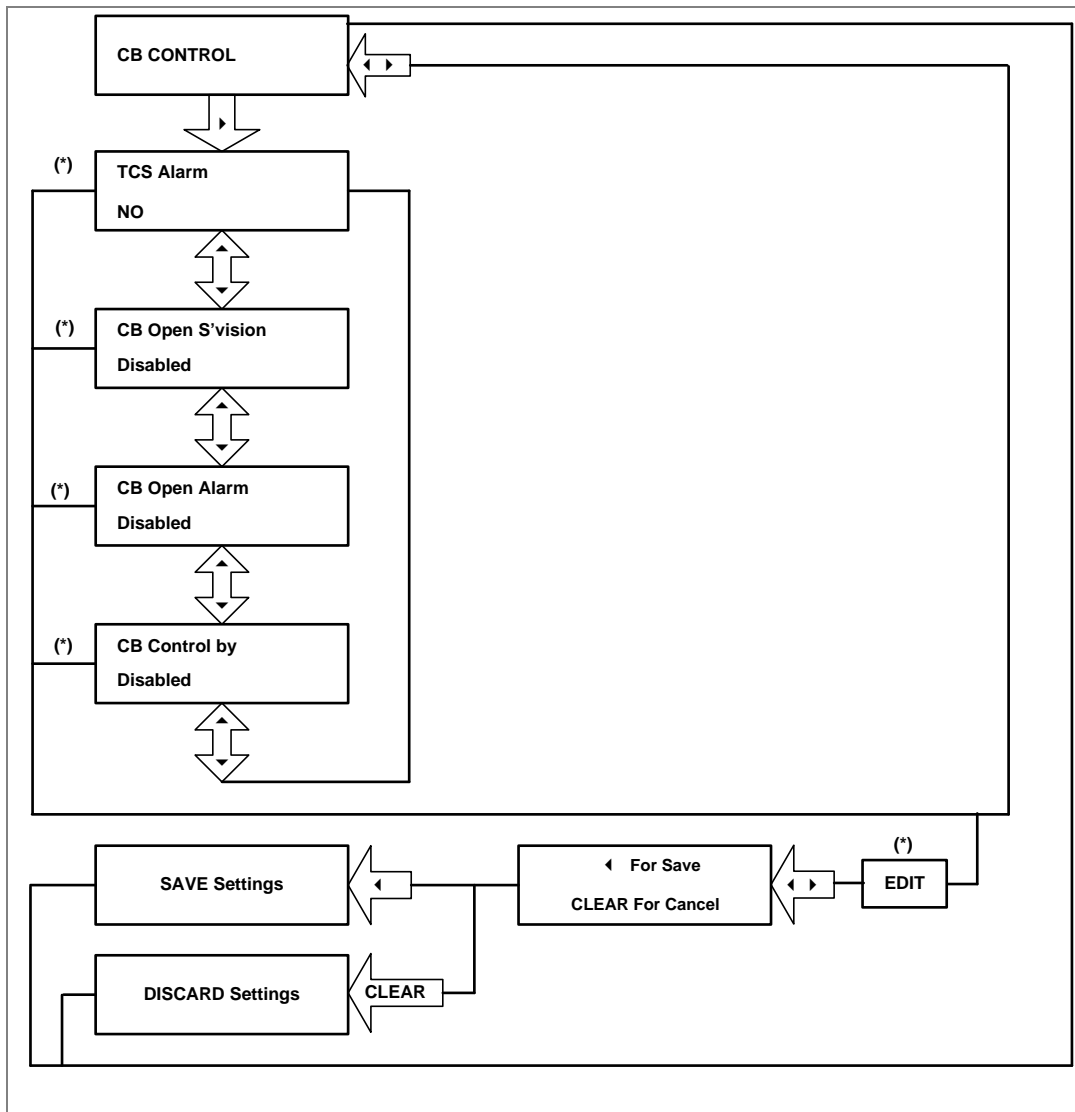 CB CONTROL
(*)
TCS Alarm
NO
(*)
CB Open S’vision
Disabled
(*)
CB Open Alarm
Disabled
(*)
CB Control by
Disabled
(*)
SAVE Settings
For Save
CLEAR For Cancel
EDIT
DISCARD Settings
CLEAR